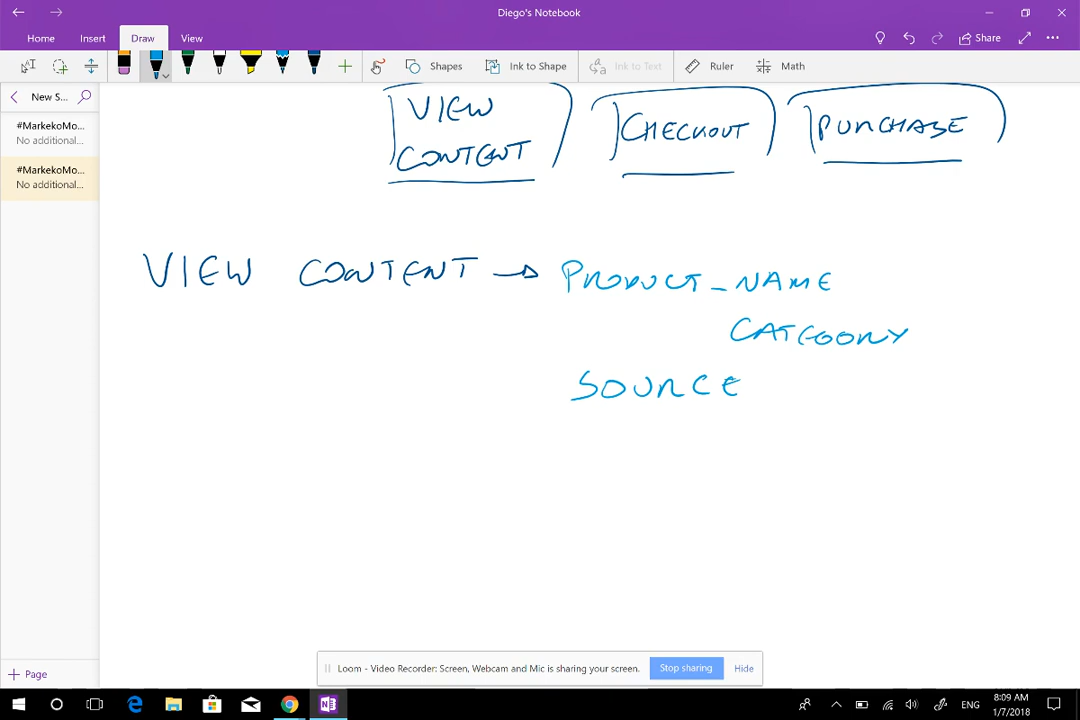 Diego's Notebook
Home Insert Draw View
Share
Shapes Ink to Shape Ink to Text Ruler Math
New S...
#MarkekoMo...
No additional...
#MarkekoMo...
No additional...
VIEW CONTENT
CHECKOUT
PURCHASE
VIEW CONTENT → PRODUCT_NAME
CATEGORY
SOURCE
Loom - Video Recorder: Screen, Webcam and Mic is sharing your screen. Stop sharing Hide
+ Page
ENG
8:09 AM
1/7/2018